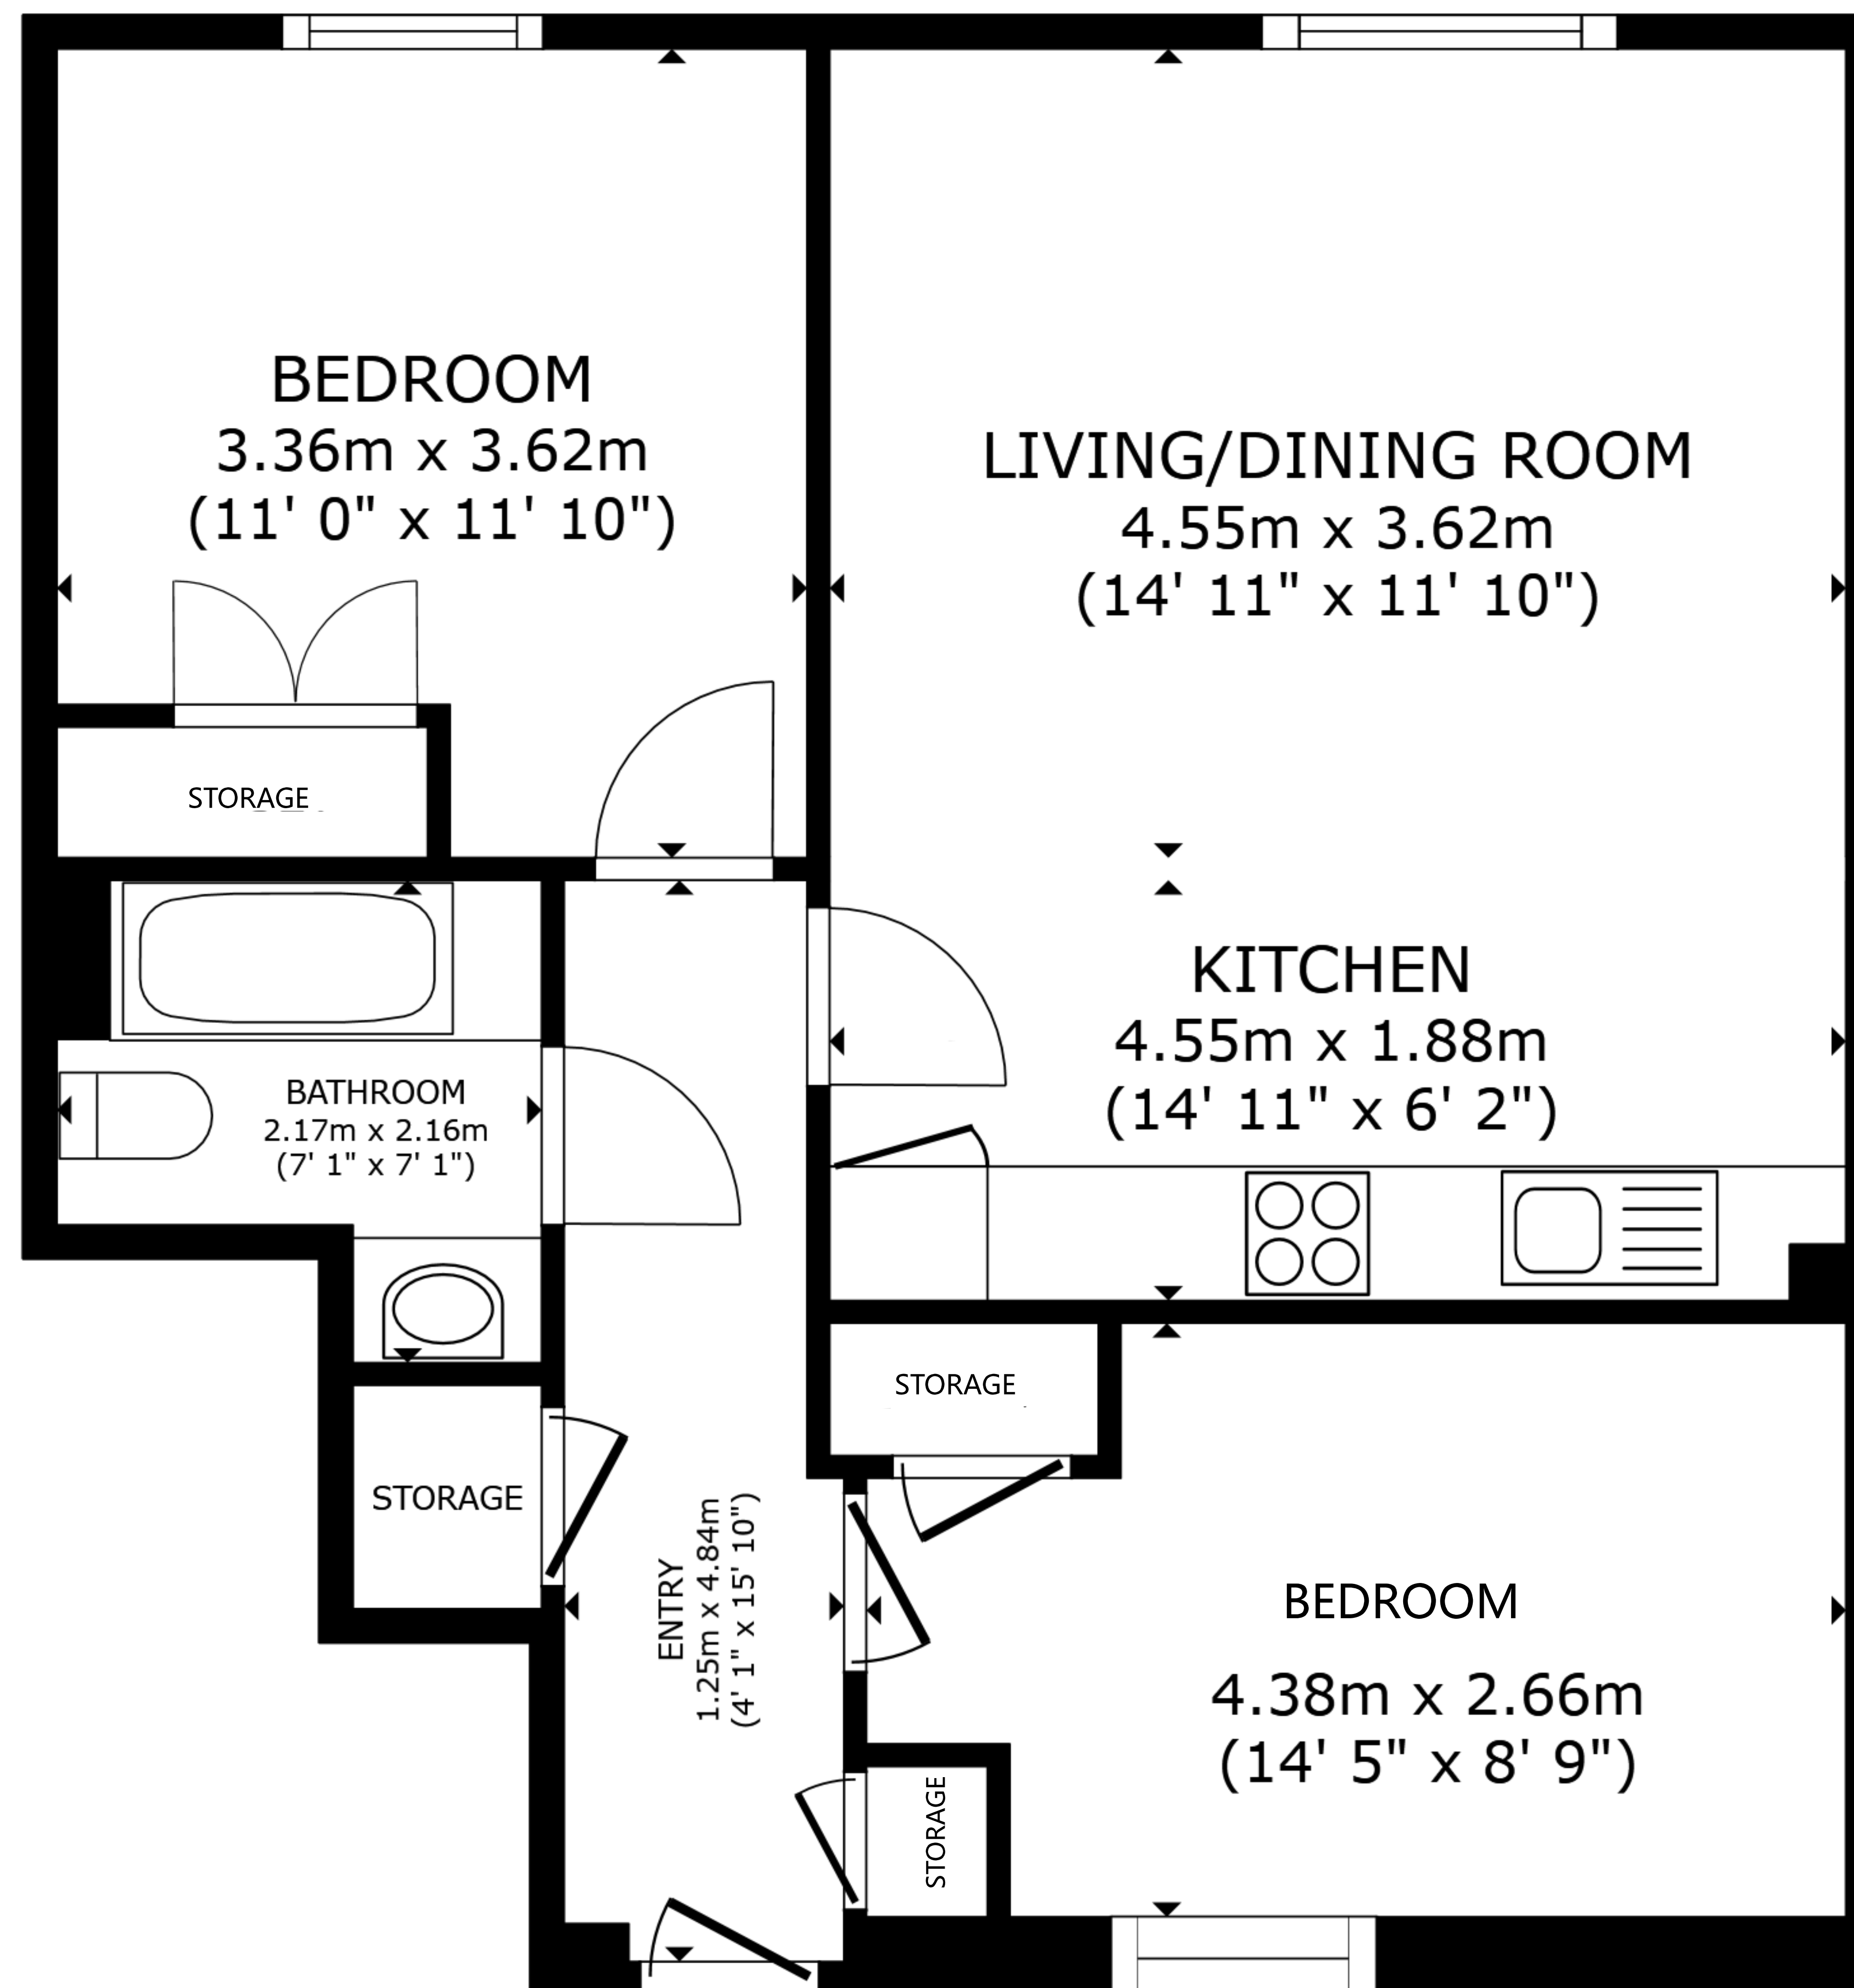 BEDROOM
3.36m x 3.62m
(11' 0" x 11' 10")
LIVING/DINING ROOM
4.55m x 3.62m
(14' 11" x 11' 10")
STORAGE
KITCHEN
4.55m x 1.88m
(14' 11" x 6' 2")
BATHROOM
2.17m x 2.16m
(7' 1" x 7' 1")
STORAGE
STORAGE
ENTRY
1.25m x 4.84m
(4' 1" x 15' 10")
BEDROOM
4.38m x 2.66m
(14' 5" x 8' 9")
STORAGE